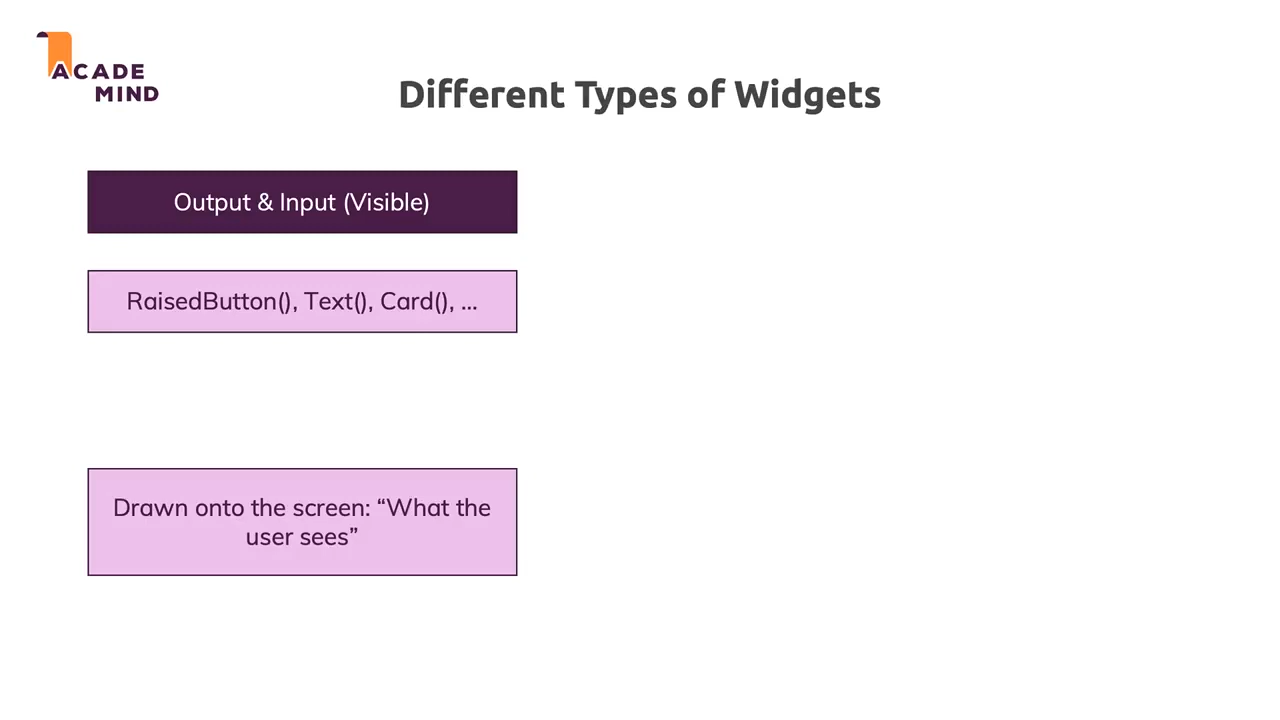 ACADE
MIND
Different Types of Widgets
Output & Input (Visible)
RaisedButton(), Text(), Card(), ...
Drawn onto the screen: “What the
user sees”